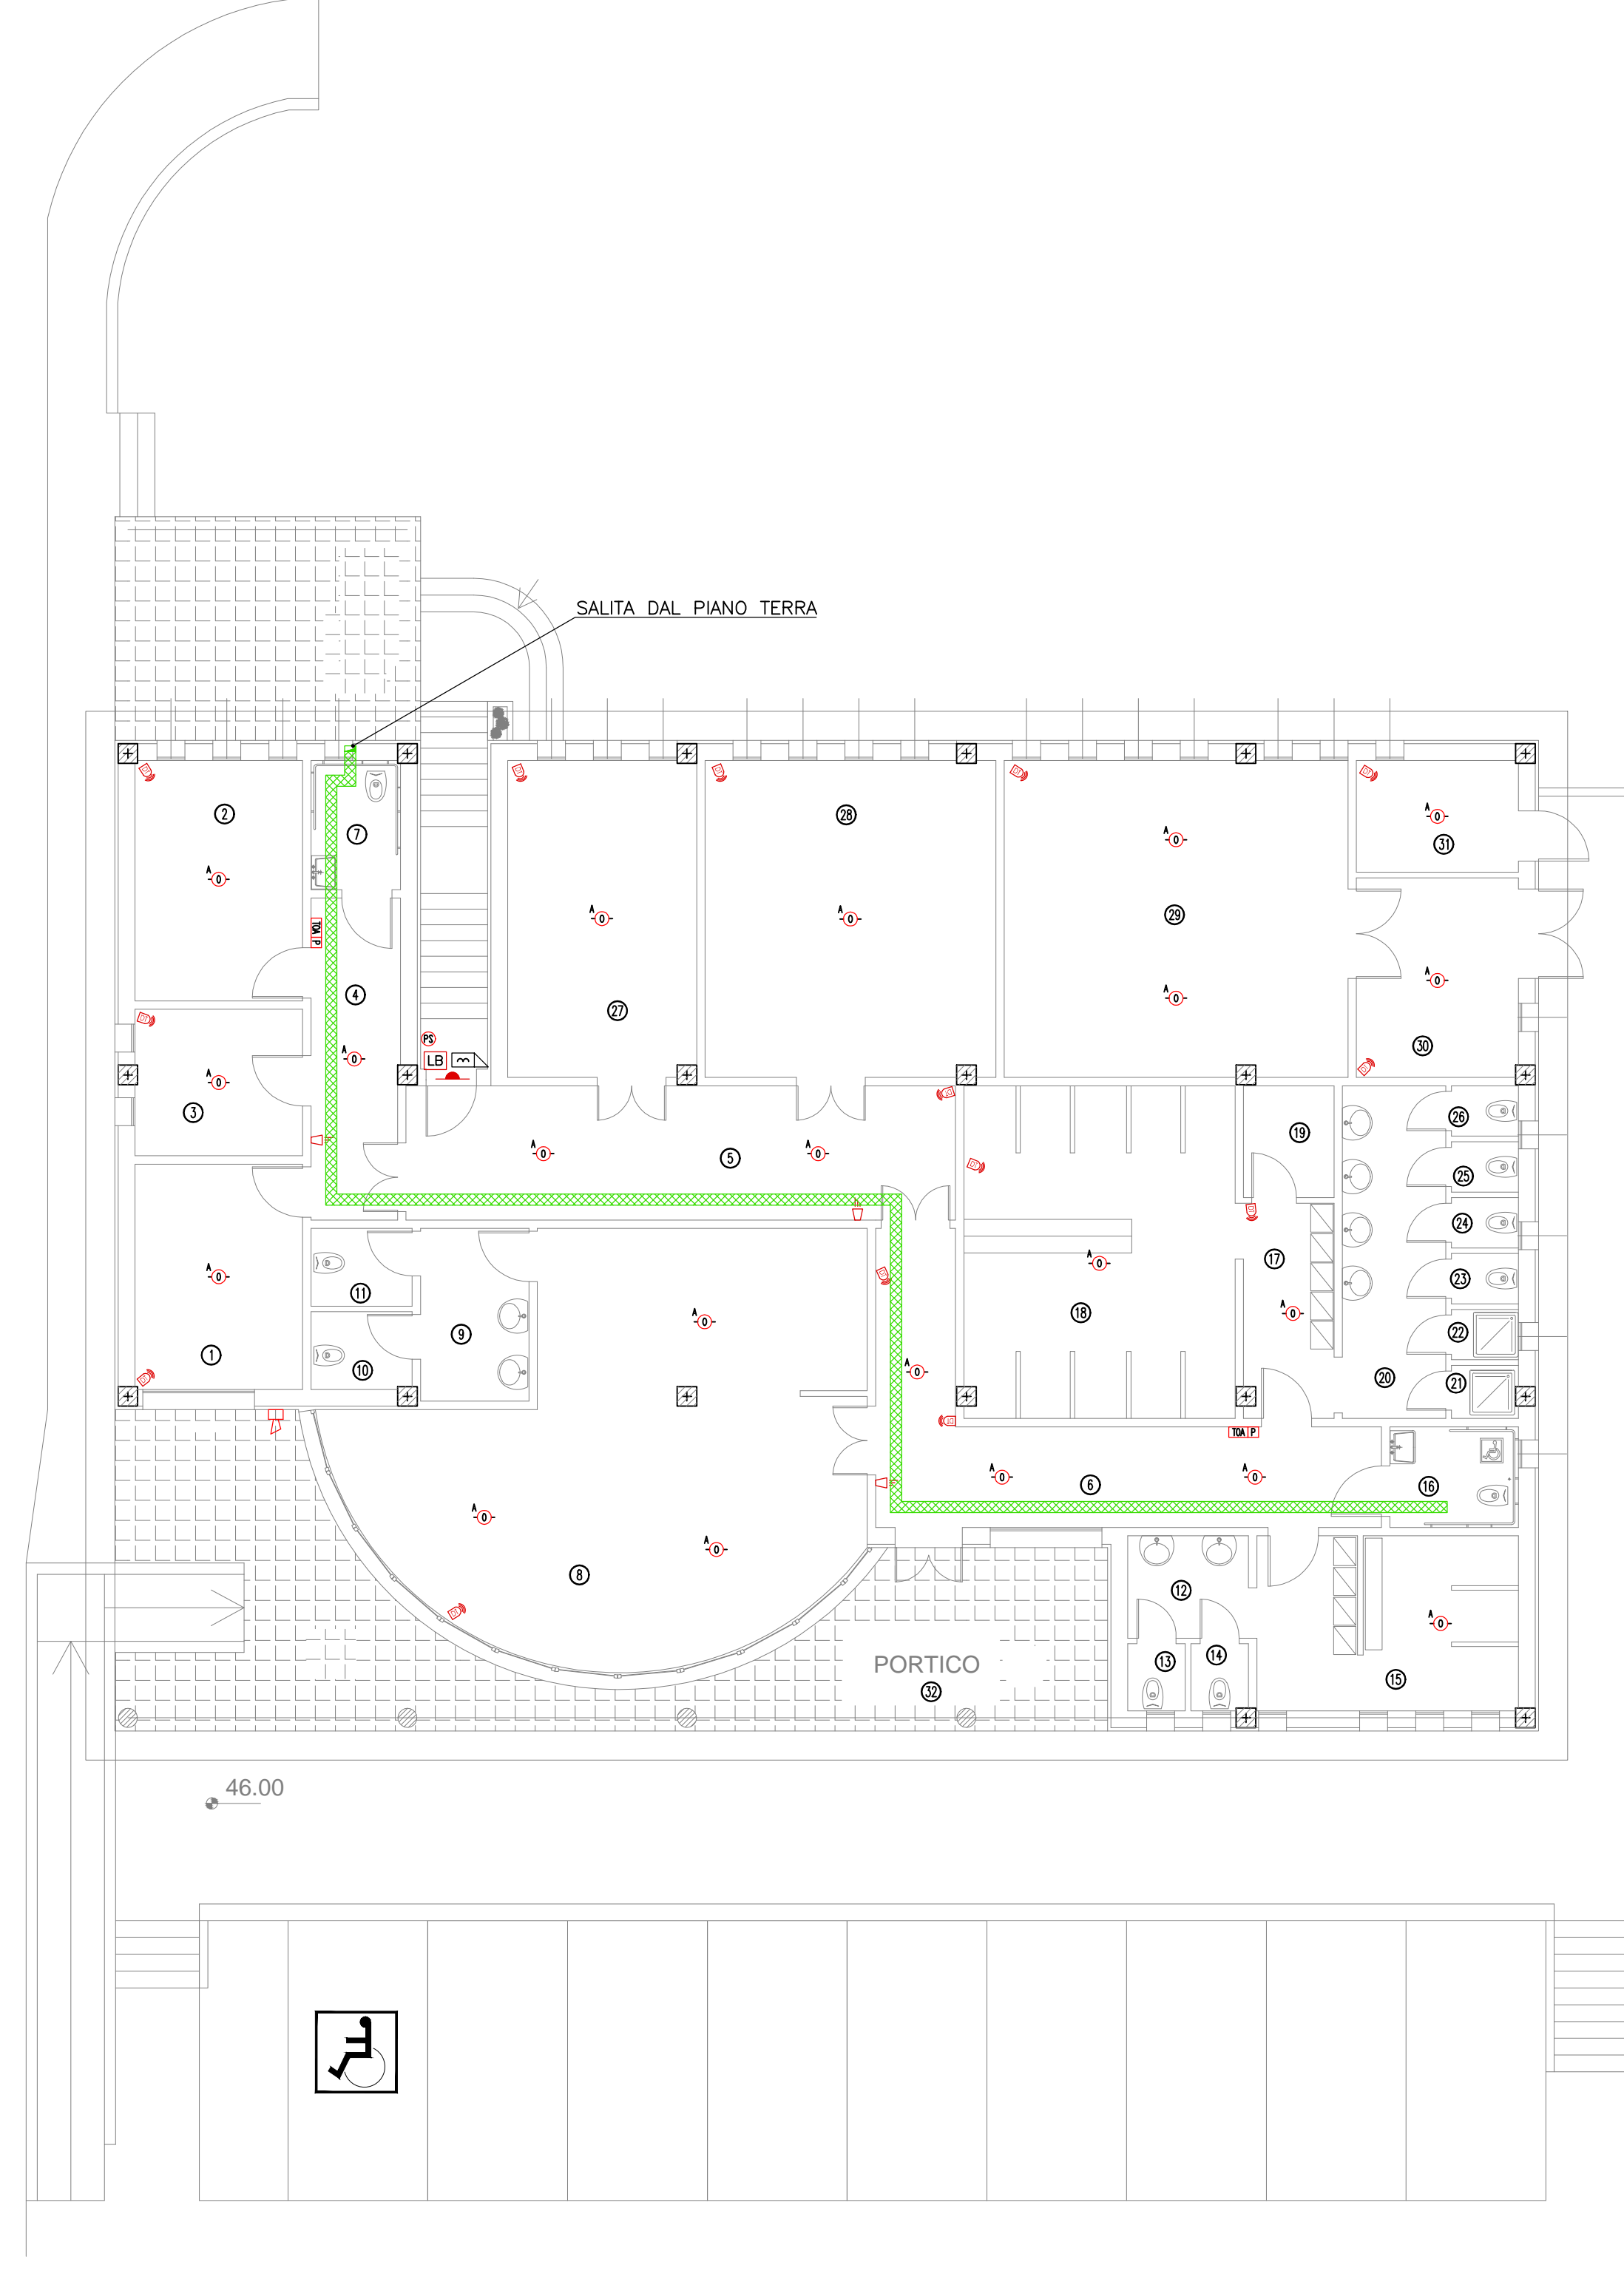 SALITA DAL PIANO TERRA
2
7
28
A O
31
29
A O
A O
A O
A O
A O
TOA P
4
27
A O
A O
30
PS
LB
A O
A O
3
26
19
A O
5
A O
25
24
17
A O
A O
23
11
18
A O
9
A O
22
1
10
A O
20
21
TOA P
A O
6
A O
16
A O
A O
8
12
A O
PORTICO
13
14
15
32
46.00